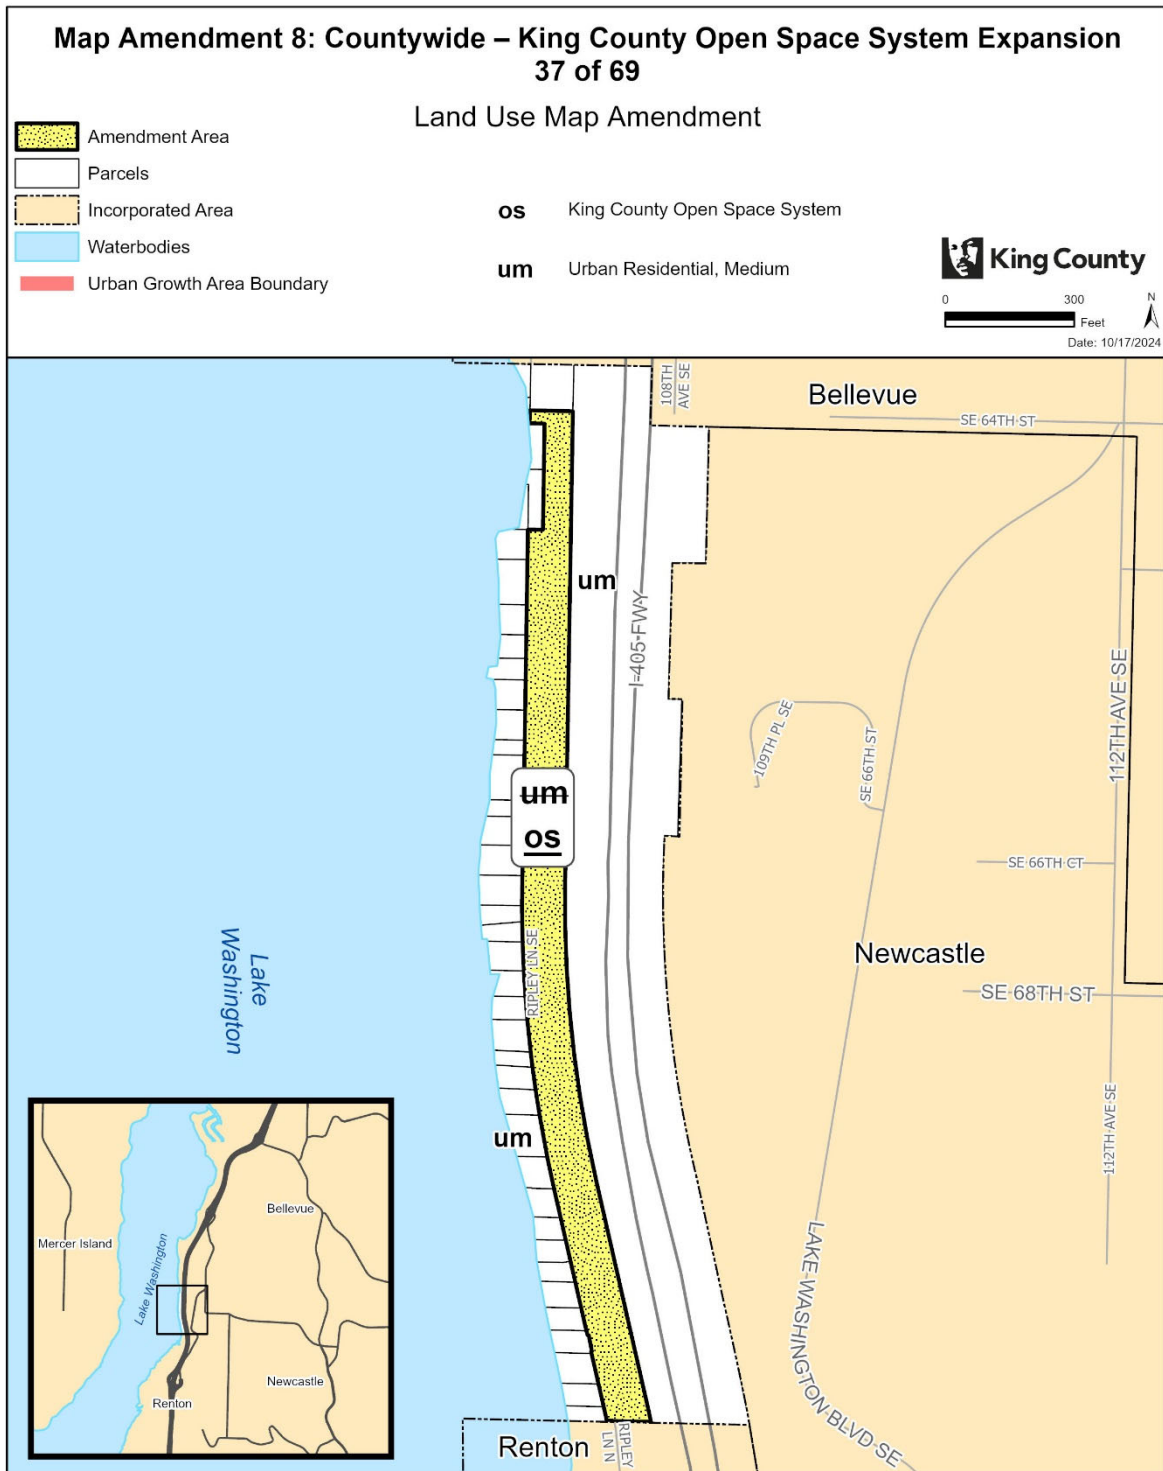 Map Amendment 8: Countywide – King County Open Space System Expansion
37 of 69
Land Use Map Amendment
Amendment Area
Parcels
Incorporated Area
Waterbodies
Urban Growth Area Boundary
os King County Open Space System
um Urban Residential, Medium
King County
0 300
Feet
N
Date: 10/17/2024
108TH
AVE SE
Bellevue
SE 64TH ST
um
I-405 FWY
112TH AVE SE
109TH PL SE
SE 66TH ST
um
os
SE 66TH CT
Lake
Washington
RIPLEY LN SE
Newcastle
SE 68TH ST
112TH AVE SE
um
LAKE WASHINGTON BLVD SE
Renton
RIPLEY
LN N
Mercer Island
Lake Washington
Bellevue
Newcastle
Renton